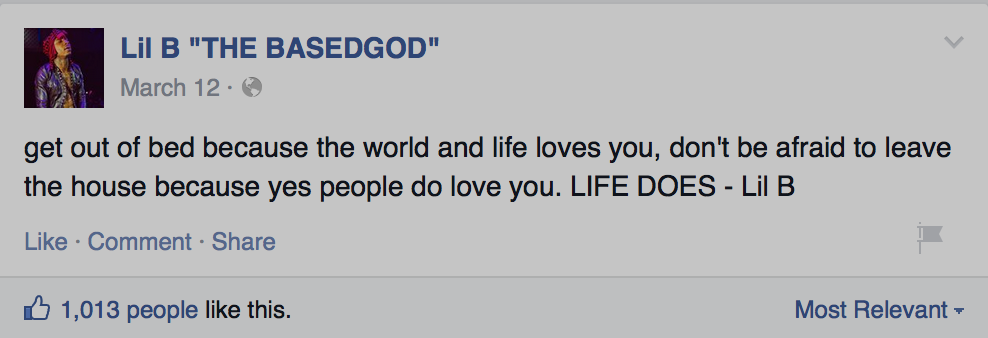 Lil B "THE BASEDGOD"
March 12 ·
get out of bed because the world and life loves you, don't be afraid to leave
the house because yes people do love you. LIFE DOES - Lil B
Like · Comment · Share
1,013 people like this.
Most Relevant